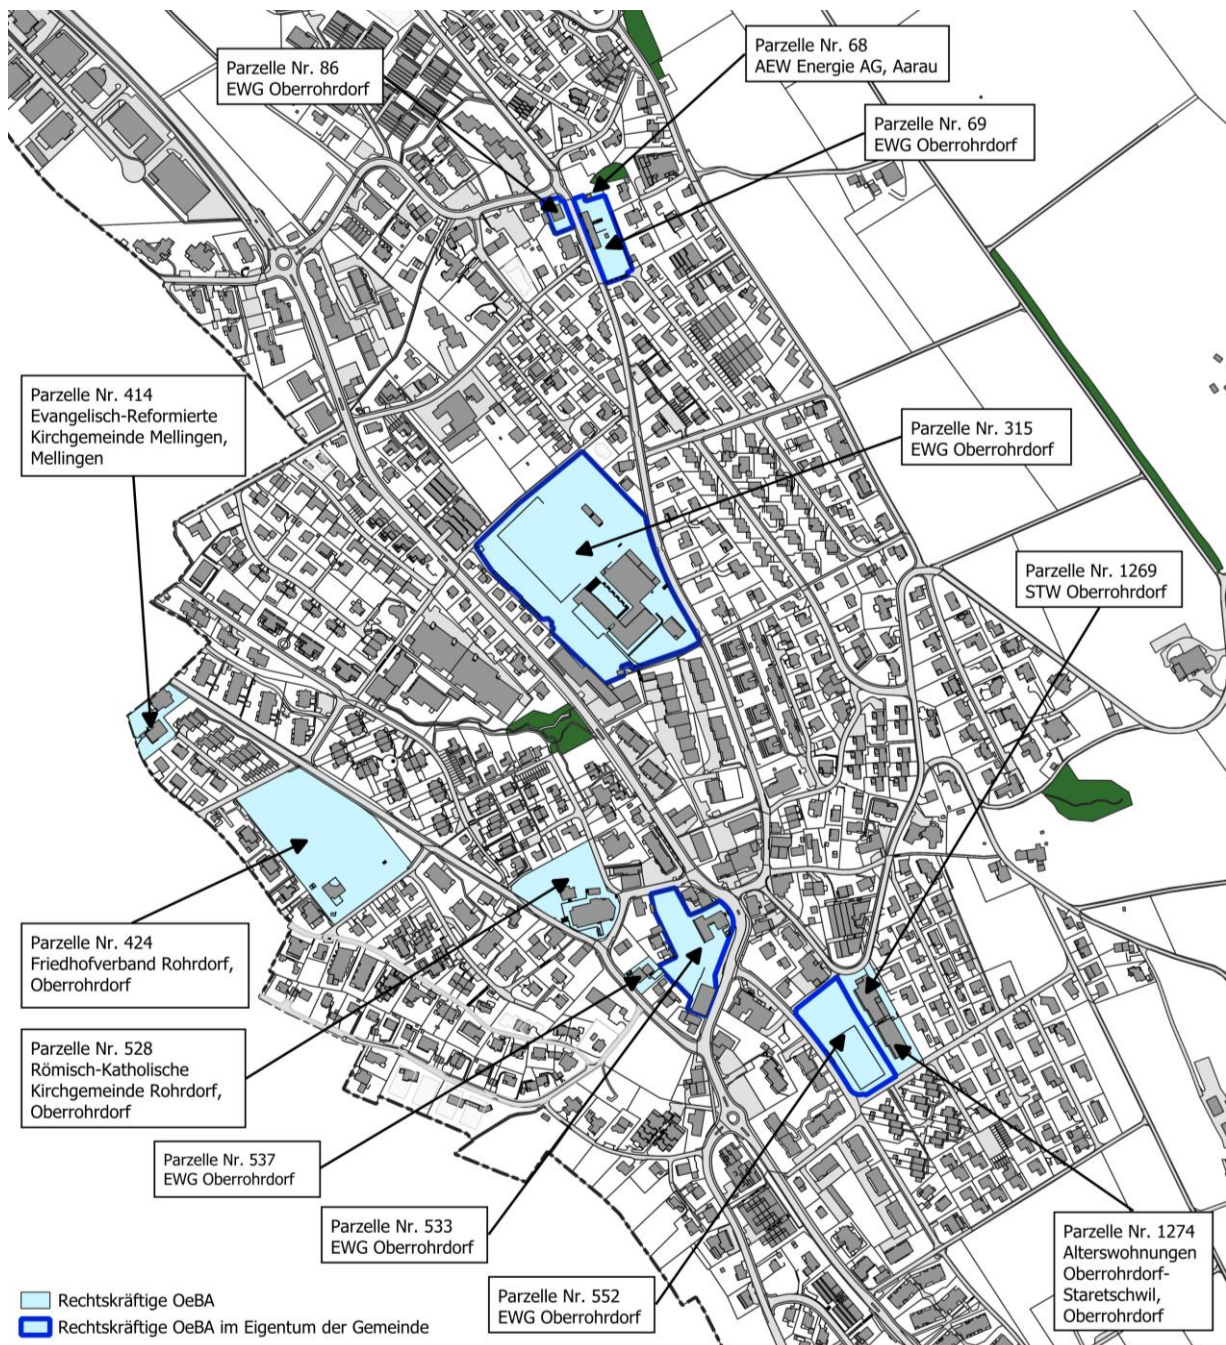 Parzelle Nr. 86
EWG Oberrohrdorf
Parzelle Nr. 68
AEW Energie AG, Aarau
Parzelle Nr. 69
EWG Oberrohrdorf
Parzelle Nr. 414
Evangelisch-Reformierte
Kirchgemeinde Mellingen,
Mellingen
Parzelle Nr. 315
EWG Oberrohrdorf
Parzelle Nr. 1269
STW Oberrohrdorf
Parzelle Nr. 424
Friedhofverband Rohrdorf,
Oberrohrdorf
Parzelle Nr. 528
Römisch-Katholische
Kirchgemeinde Rohrdorf,
Oberrohrdorf
Parzelle Nr. 537
EWG Oberrohrdorf
Parzelle Nr. 533
EWG Oberrohrdorf
Parzelle Nr. 552
EWG Oberrohrdorf
Parzelle Nr. 1274
Alterswohnungen
Oberrohrdorf-
Staretschwil,
Oberrohrdorf
Rechtskräftige OeBA
Rechtskräftige OeBA im Eigentum der Gemeinde